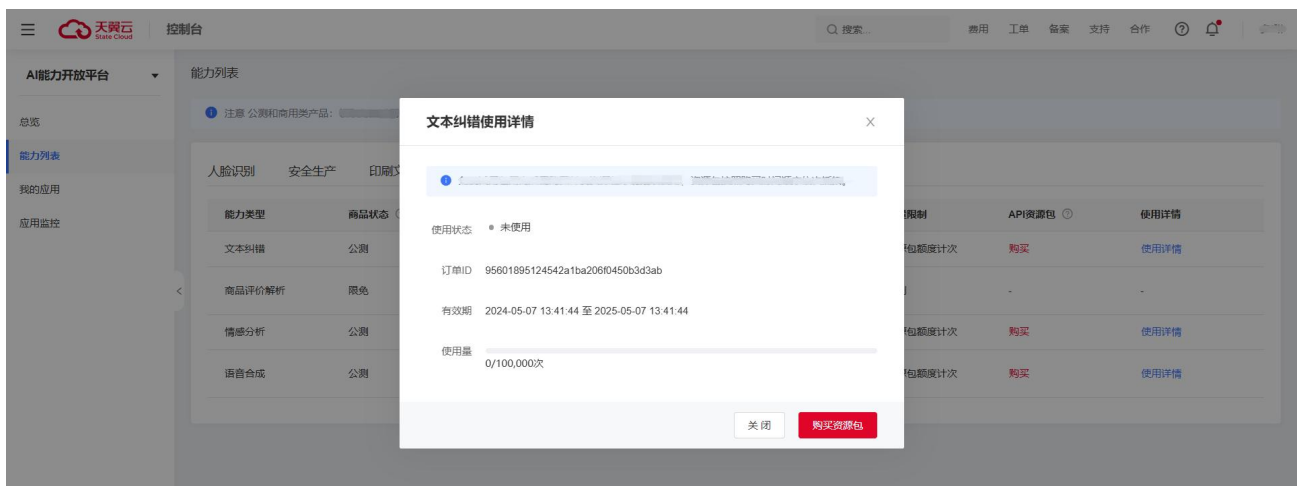 天翼云
State Cloud
控制台
搜索...
费用 工单 备案 支持 合作
AI能力开放平台
能力列表
总览
能力列表
我的应用
应用监控
注意 公测和商用类产品：
人脸识别 安全生产 印刷文
能力类型 商品状态 限制 API资源包 使用详情
文本纠错 公测 包额度计次 购买 使用详情
商品评价解析 限免 - -
情感分析 公测 包额度计次 购买 使用详情
语音合成 公测 包额度计次 购买 使用详情
文本纠错使用详情
使用状态 未使用
订单ID 95601895124542a1ba206f0450b3d3ab
有效期 2024-05-07 13:41:44 至 2025-05-07 13:41:44
使用量
0/100,000次
关闭 购买资源包